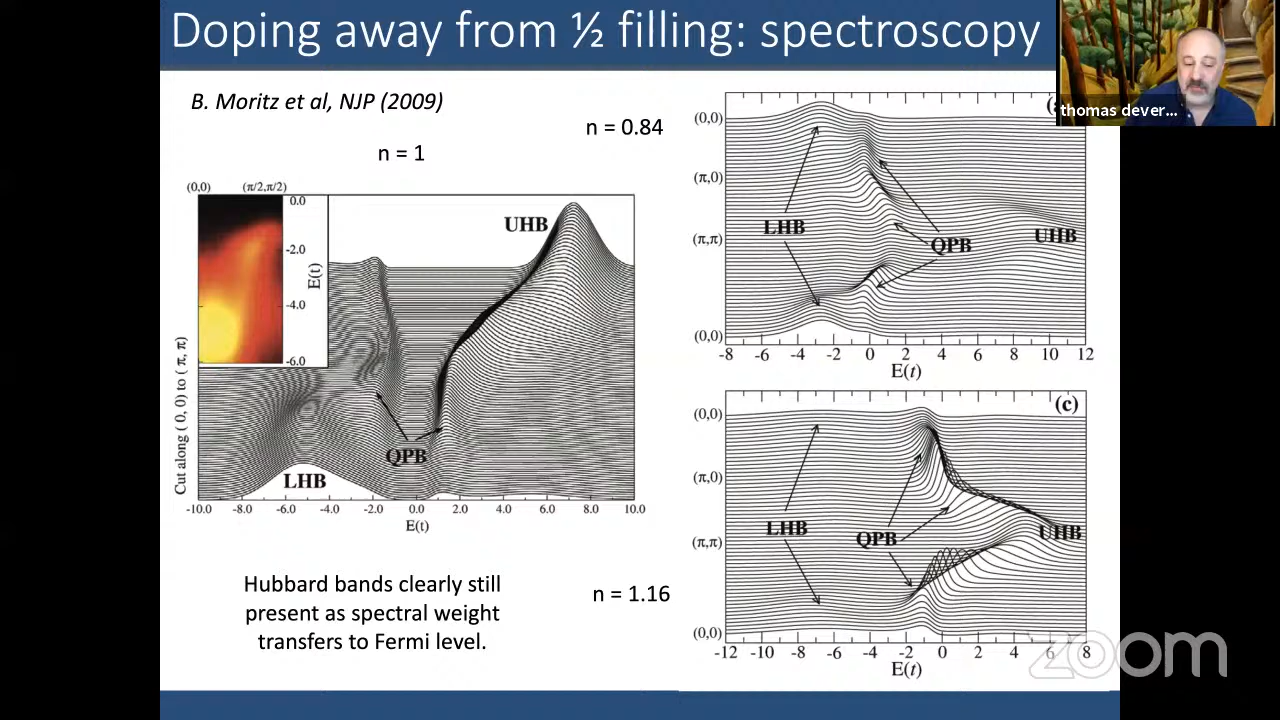 Doping away from ½ filling: spectroscopy
thomas dever...
B. Moritz et al, NJP (2009)
n = 0.84
n = 1
(0,0) (π/2,π/2)
0.0
-2.0
-4.0
-6.0
E(t)
UHB
QPB
LHB
Cut along ( 0, 0) to ( π, π)
-10.0 -8.0 -6.0 -4.0 -2.0 0.0 2.0 4.0 6.0 8.0 10.0
E(t)
(0,0)
(π,0)
(π,π)
(0,0)
LHB
QPB
UHB
-8 -6 -4 -2 0 2 4 6 8 10 12
E(t)
(c)
(0,0)
(π,0)
(π,π)
(0,0)
LHB
QPB
UHB
-12 -10 -8 -6 -4 -2 0 2 4 6 8
E(t)
Hubbard bands clearly still
present as spectral weight
transfers to Fermi level.
n = 1.16
zoom